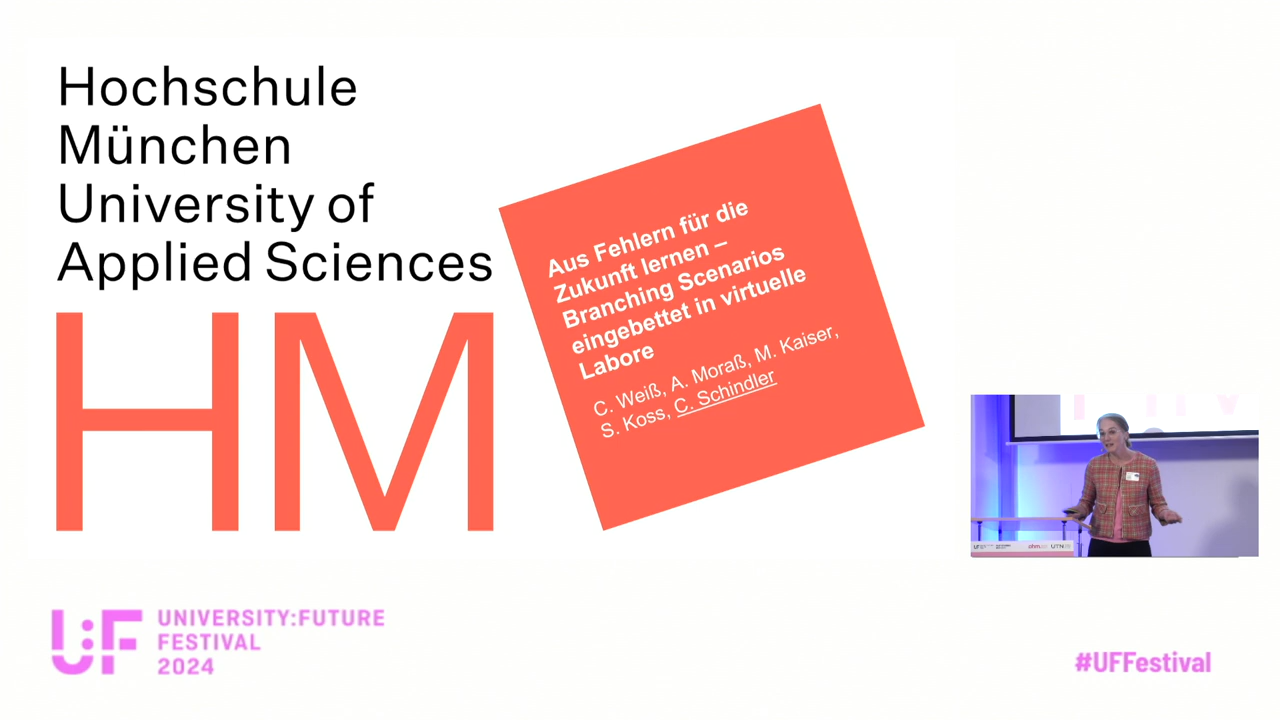 Hochschule
München
University of
Applied Sciences
HM
Aus Fehlern für die
Zukunft lernen –
Branching Scenarios
eingebettet in virtuelle
Labore
C. Weiß, A. Moraß, M. Kaiser,
S. Koss, C. Schindler
U:F UNIVERSITY:FUTURE
FESTIVAL
2024
#UFFestival